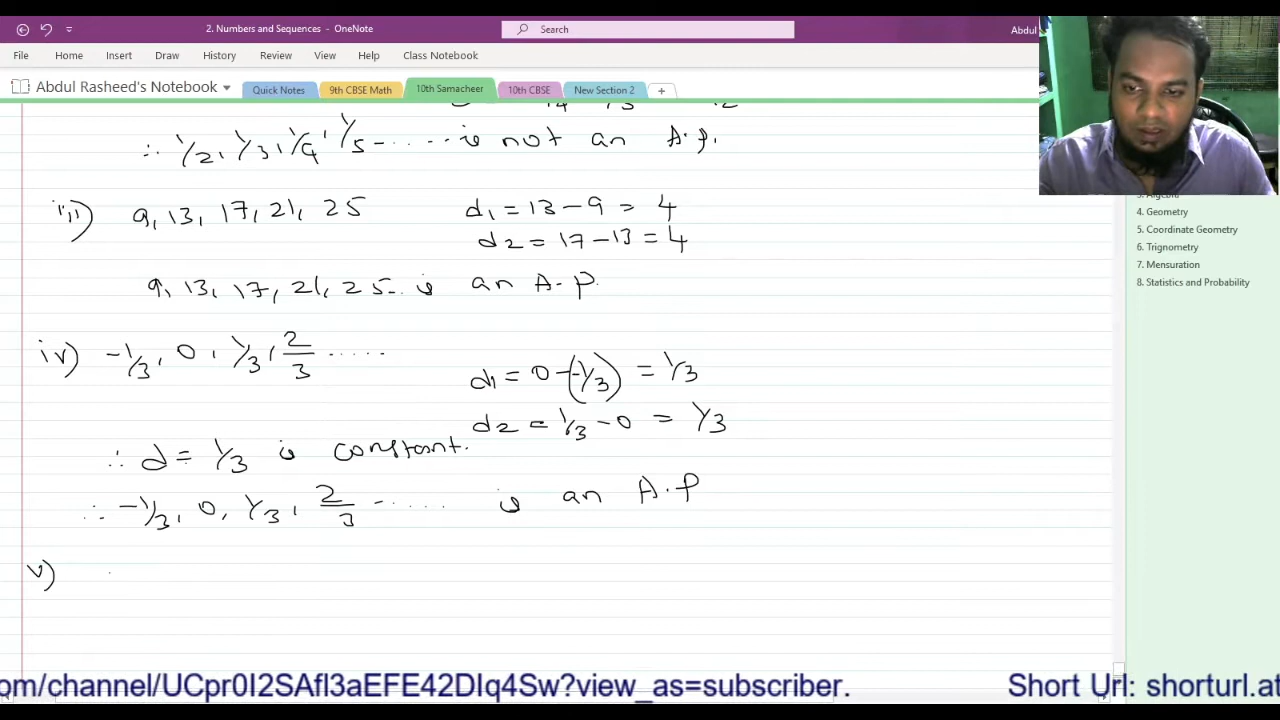 2. Numbers and Sequences - OneNote
Search
Abdul
File Home Insert Draw History Review View Help Class Notebook
Abdul Rasheed's Notebook Quick Notes 9th CBSE Math 10th Samacheer 10th CBSE New Section 2 +
∴ 1/2, 1/3, 1/4, 1/5 ...... is not an A.P.
iii) 9, 13, 17, 21, 25 d1 = 13 - 9 = 4
d2 = 17 - 13 = 4
9, 13, 17, 21, 25... is an A.P.
iv) -1/3, 0, 1/3, 2/3 .....
d1 = 0 - (-1/3) = 1/3
d2 = 1/3 - 0 = 1/3
∴ d = 1/3 is constant.
∴ -1/3, 0, 1/3, 2/3 ...... is an A.P
v)
4. Geometry
5. Coordinate Geometry
6. Trignometry
7. Mensuration
8. Statistics and Probability
om/channel/UCpr0I2SAfl3aEFE42DIq4Sw?view_as=subscriber. Short Url: shorturl.at